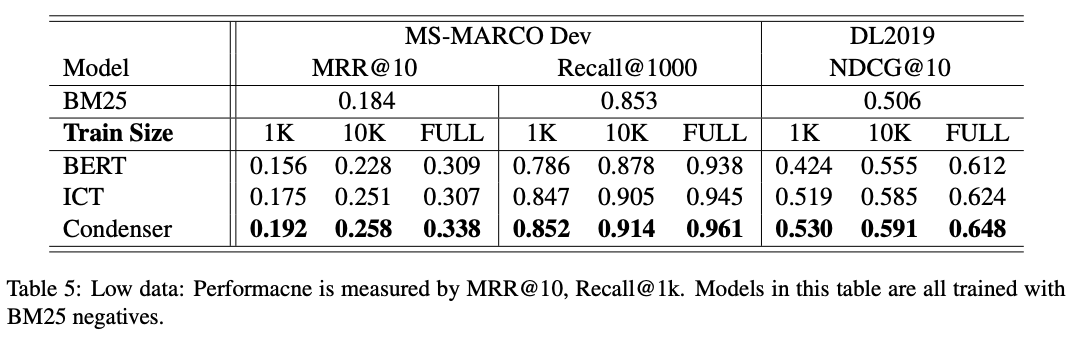 MS-MARCO Dev DL2019
Model MRR@10 Recall@1000 NDCG@10
BM25 0.184 0.853 0.506
Train Size 1K 10K FULL 1K 10K FULL 1K 10K FULL
BERT 0.156 0.228 0.309 0.786 0.878 0.938 0.424 0.555 0.612
ICT 0.175 0.251 0.307 0.847 0.905 0.945 0.519 0.585 0.624
Condenser 0.192 0.258 0.338 0.852 0.914 0.961 0.530 0.591 0.648
Table 5: Low data: Performacne is measured by MRR@10, Recall@1k. Models in this table are all trained with
BM25 negatives.